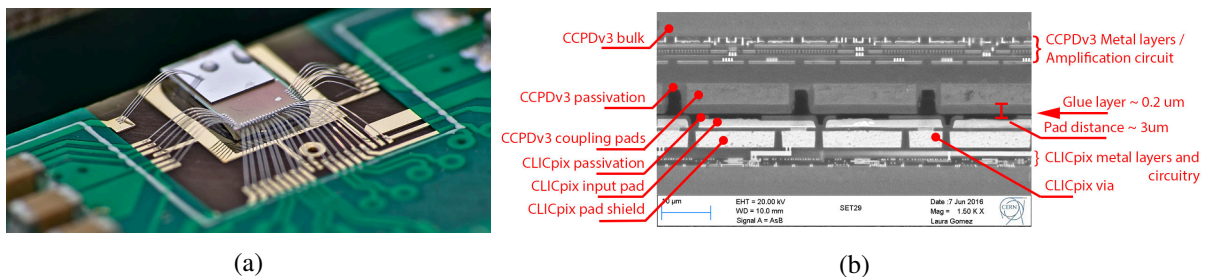 CCPDv3 bulk
CCPDv3 passivation
CCPDv3 coupling pads
CLICpix passivation
CLICpix input pad
CLICpix pad shield
CCPDv3 Metal layers /
Amplification circuit
Glue layer ~ 0.2 um
Pad distance ~ 3um
CLICpix metal layers and
circuitry
CLICpix via
10 µm
EHT = 20.00 kV
WD = 10.0 mm
Signal A = AsB
SET29
Date :7 Jun 2016
Mag = 1.50 K X
Laura Gomez
CERN
(a)
(b)